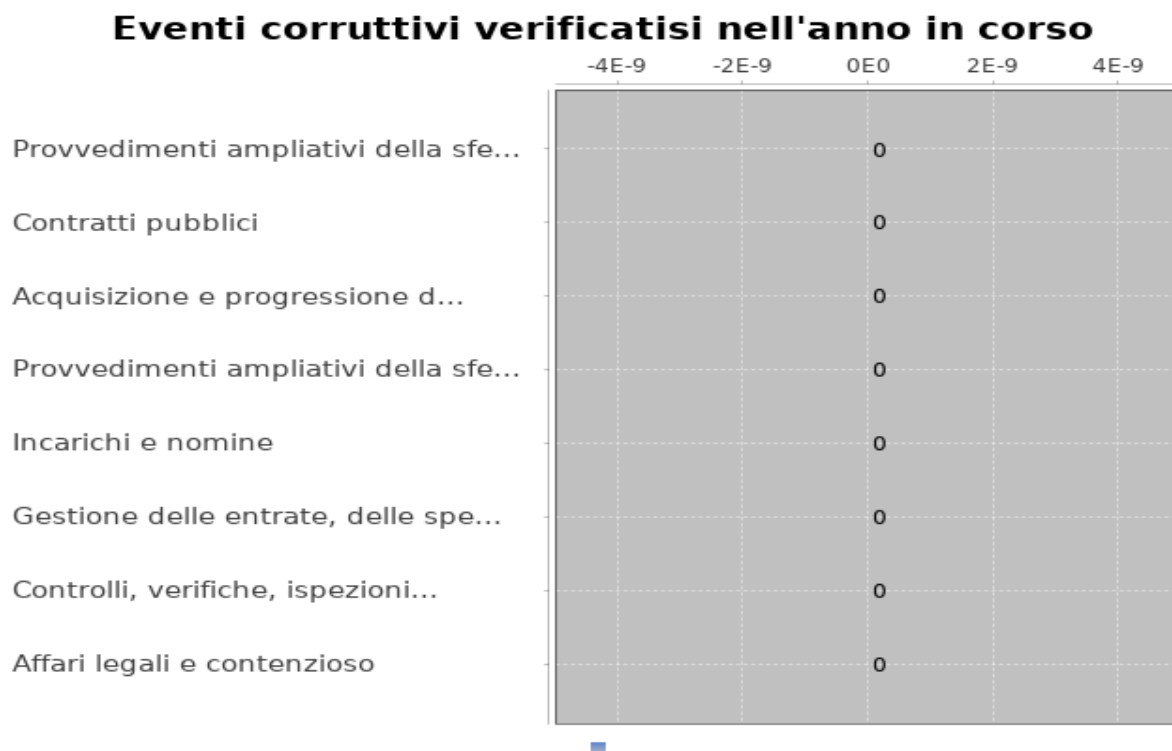 Eventi corruttivi verificatisi nell'anno in corso
-4E-9 -2E-9 0E0 2E-9 4E-9
Provvedimenti ampliativi della sfe... 0
Contratti pubblici 0
Acquisizione e progressione d... 0
Provvedimenti ampliativi della sfe... 0
Incarichi e nomine 0
Gestione delle entrate, delle spe... 0
Controlli, verifiche, ispezioni... 0
Affari legali e contenzioso 0